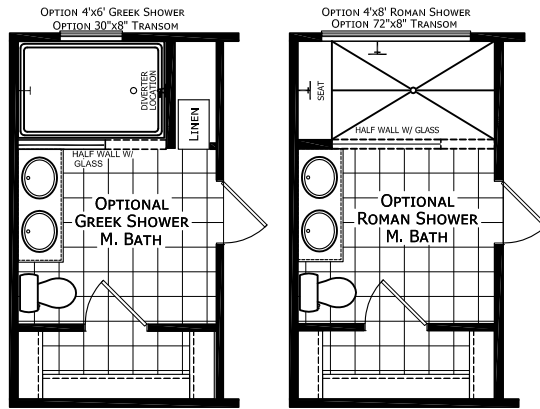 Option 4'x6' Greek Shower
Option 30"x8" Transom
DIVERTER
LOCATION
LINEN
HALF WALL W/
GLASS
OPTIONAL
GREEK SHOWER
M. BATH
Option 4'x8' Roman Shower
Option 72"x8" Transom
SEAT
HALF WALL W/ GLASS
OPTIONAL
ROMAN SHOWER
M. BATH